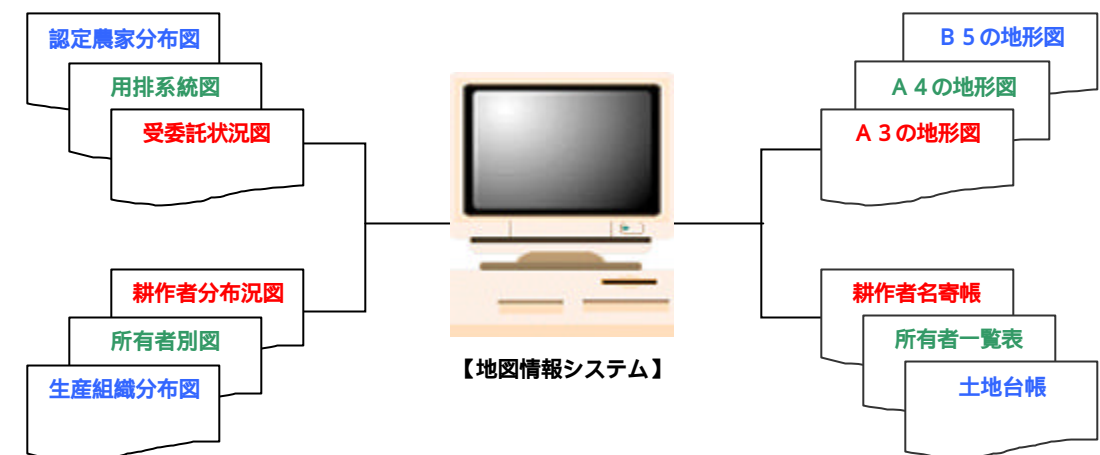 認定農家分布図
用排系統図
受委託状況図
耕作者分布況図
所有者別図
生産組織分布図
【地図情報システム】
B5の地形図
A4の地形図
A3の地形図
耕作者名寄帳
所有者一覧表
土地台帳